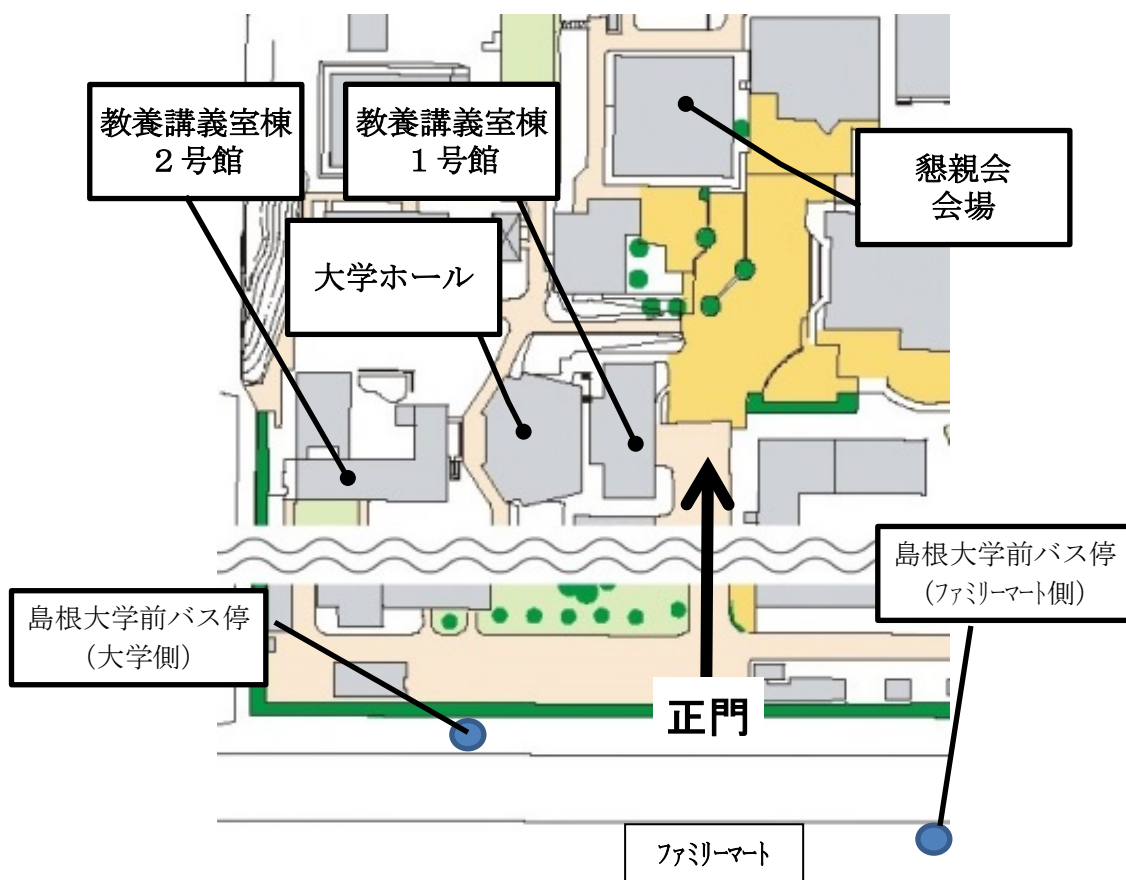 教養講義室棟
２号館
教養講義室棟
１号館
懇親会
会場
大学ホール
島根大学前バス停
（ファミリーマート側）
島根大学前バス停
（大学側）
正門
ファミリーマート